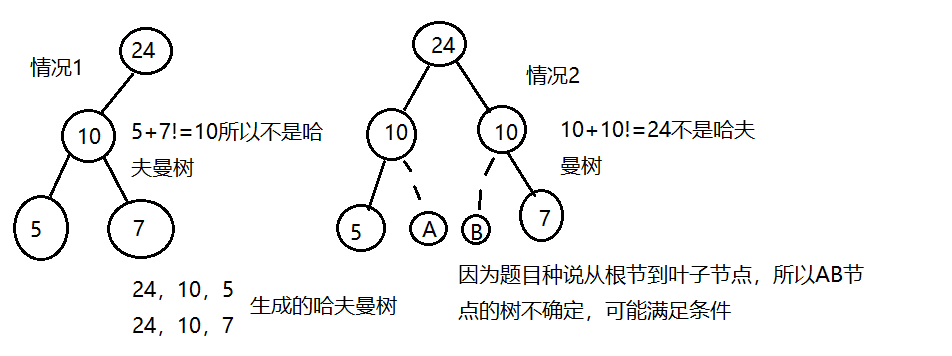 情况1
24
10
5
7
5+7!=10所以不是哈
夫曼树
24，10，5
24，10，7
生成的哈夫曼树
情况2
24
10
10
5
A
B
7
10+10!=24不是哈夫
曼树
因为题目种说从根节到叶子节点，所以AB节
点的树不确定，可能满足条件